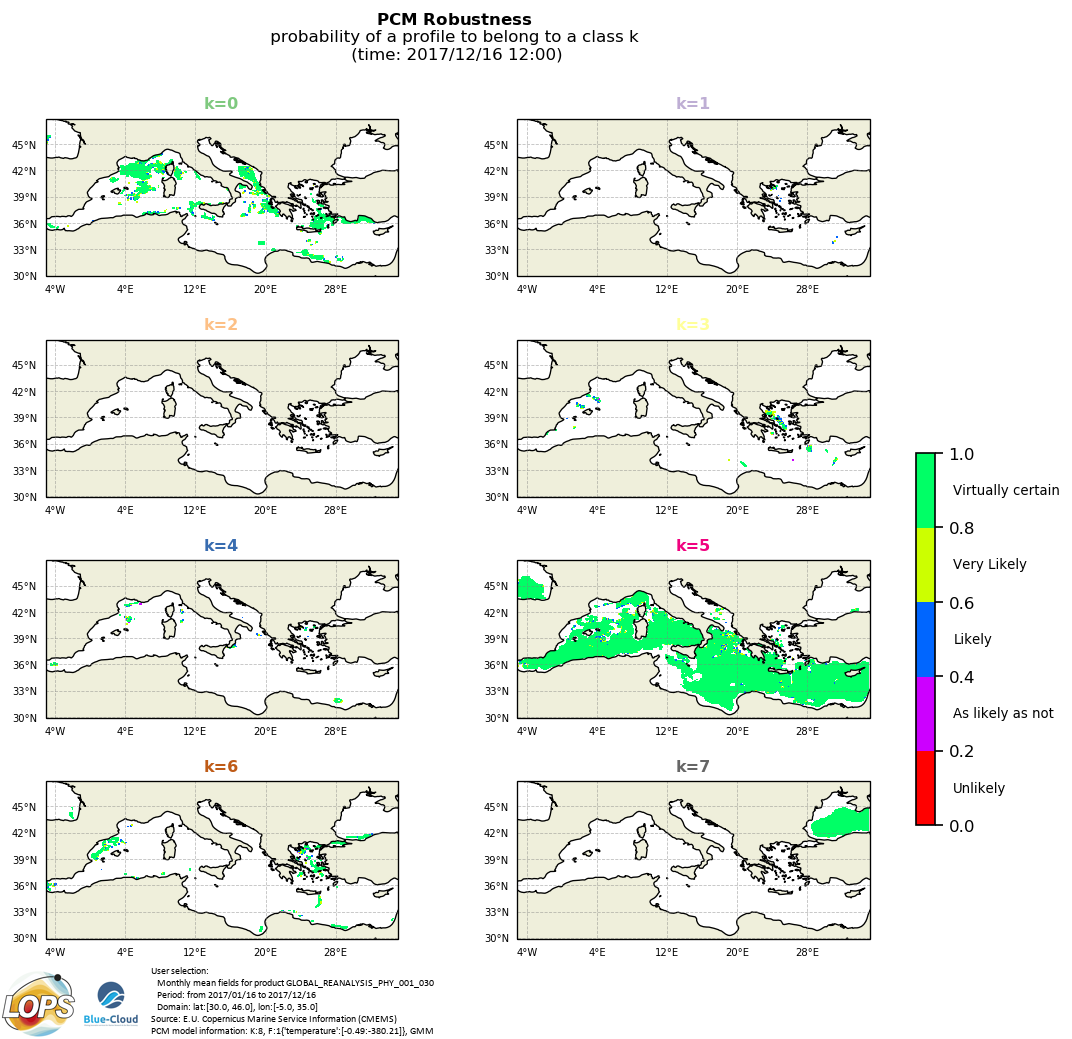 PCM Robustness
probability of a profile to belong to a class k
(time: 2017/12/16 12:00)
k=0
k=1
45°N
42°N
39°N
36°N
33°N
30°N
4°W 4°E 12°E 20°E 28°E
45°N
42°N
39°N
36°N
33°N
30°N
4°W 4°E 12°E 20°E 28°E
k=2
k=3
45°N
42°N
39°N
36°N
33°N
30°N
4°W 4°E 12°E 20°E 28°E
45°N
42°N
39°N
36°N
33°N
30°N
4°W 4°E 12°E 20°E 28°E
k=4
k=5
45°N
42°N
39°N
36°N
33°N
30°N
4°W 4°E 12°E 20°E 28°E
45°N
42°N
39°N
36°N
33°N
30°N
4°W 4°E 12°E 20°E 28°E
k=6
k=7
45°N
42°N
39°N
36°N
33°N
30°N
4°W 4°E 12°E 20°E 28°E
45°N
42°N
39°N
36°N
33°N
30°N
4°W 4°E 12°E 20°E 28°E
1.0
Virtually certain
0.8
Very Likely
0.6
Likely
0.4
As likely as not
0.2
Unlikely
0.0
LOPS
Blue-Cloud
User selection:
Monthly mean fields for product GLOBAL_REANALYSIS_PHY_001_030
Period: from 2017/01/16 to 2017/12/16
Domain: lat:[30.0, 46.0], lon:[-5.0, 35.0]
Source: E.U. Copernicus Marine Service Information (CMEMS)
PCM model information: K:8, F:1{'temperature':[-0.49:-380.21]}, GMM